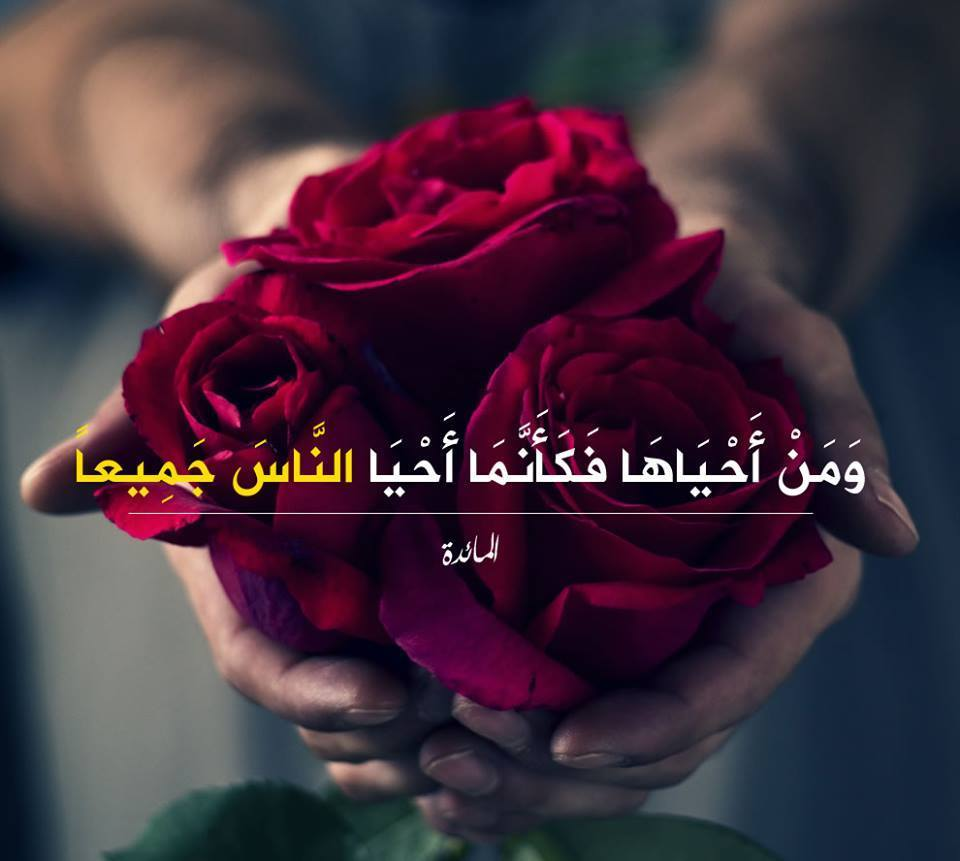 وَمَنْ أَحْيَاهَا فَكَأَنَّمَا أَحْيَا النَّاسَ جَمِيعاً
المائدة